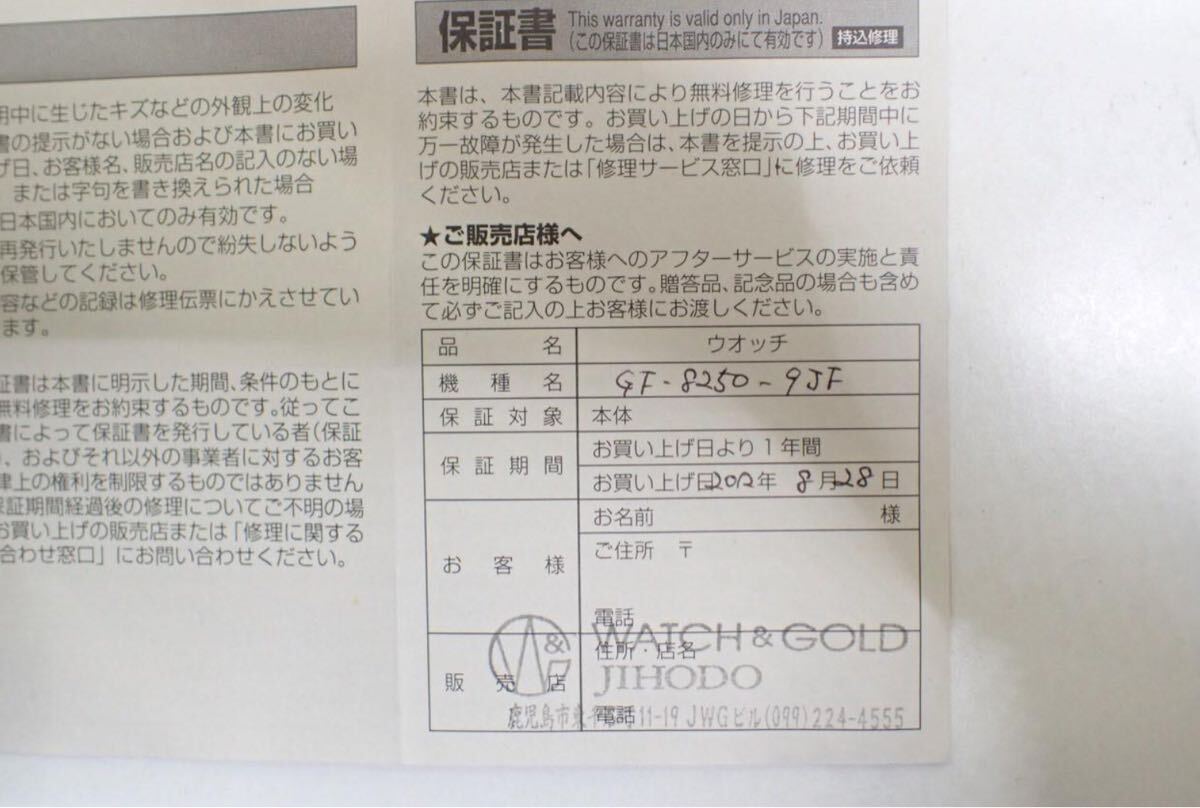 明中に生じたキズなどの外観上の変化
書の提示がない場合および本書にお買い
げ日、お客様名、販売店名の記入のない場
または字句を書き換えられた場合
日本国内においてのみ有効です。
再発行いたしませんので紛失しないよう
保管してください。
容などの記録は修理伝票にかえさせてい
ます。
証書は本書に明示した期間、条件のもとに
無料修理をお約束するものです。従ってこ
書によって保証書を発行している者(保証
、およびそれ以外の事業者に対するお客
律上の権利を制限するものではありません
保証期間経過後の修理についてご不明の場
お買い上げの販売店または「修理に関する
合わせ窓口」にお問い合わせください。
保証書 This warranty is valid only in Japan.
(この保証書は日本国内のみにて有効です) 持込修理
本書は、本書記載内容により無料修理を行うことをお
約束するものです。お買い上げの日から下記期間中に
万一故障が発生した場合は、本書を提示の上、お買い上
げの販売店または「修理サービス窓口」に修理をご依頼
ください。
★ご販売店様へ
この保証書はお客様へのアフターサービスの実施と責
任を明確にするものです。贈答品、記念品の場合も含め
て必ずご記入の上お客様にお渡しください。
品名 ウオッチ
機種名 GF-8250-9JF
保証対象 本体
保証期間 お買い上げ日より1年間
お買い上げ日2012年 8月28日
お客様 お名前 様
ご住所 〒
電話
販売店 住所・店名
WATCH & GOLD
JIHODO
電話
鹿児島市東 11-19 JWGビル(099)224-4555